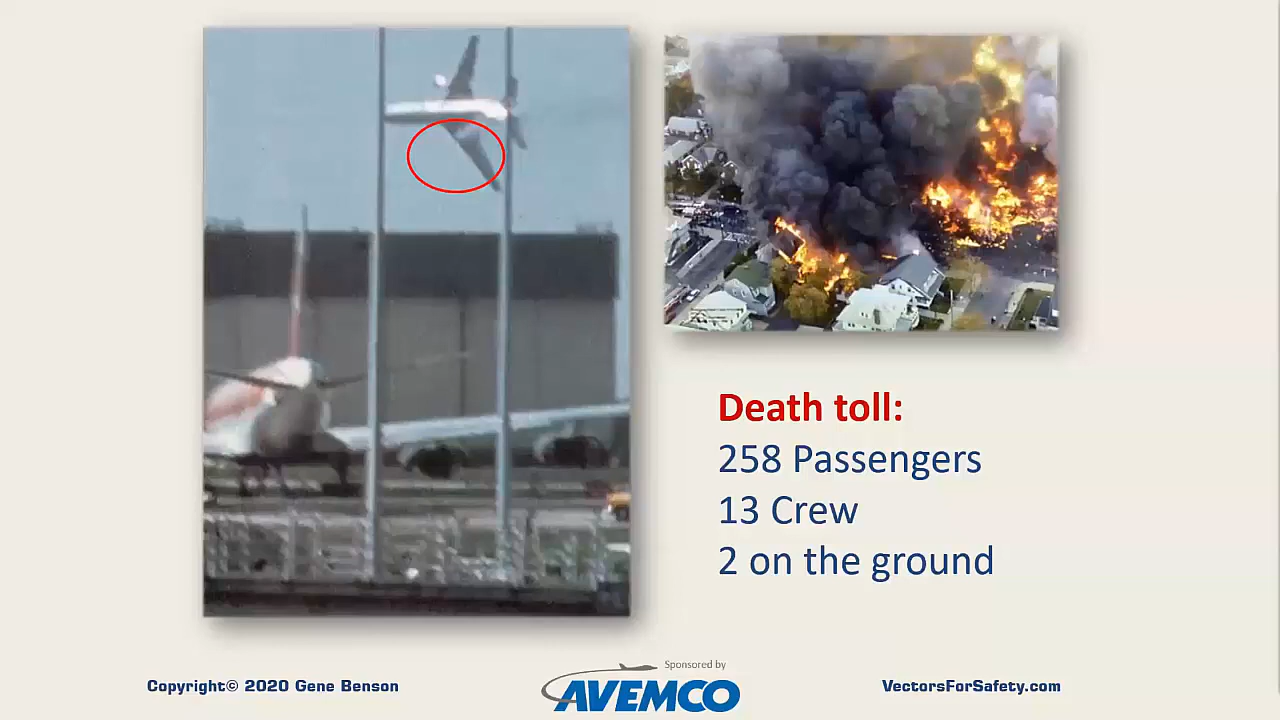 Death toll:
258 Passengers
13 Crew
2 on the ground
Sponsored by
AVEMCO
Copyright© 2020 Gene Benson
VectorsForSafety.com